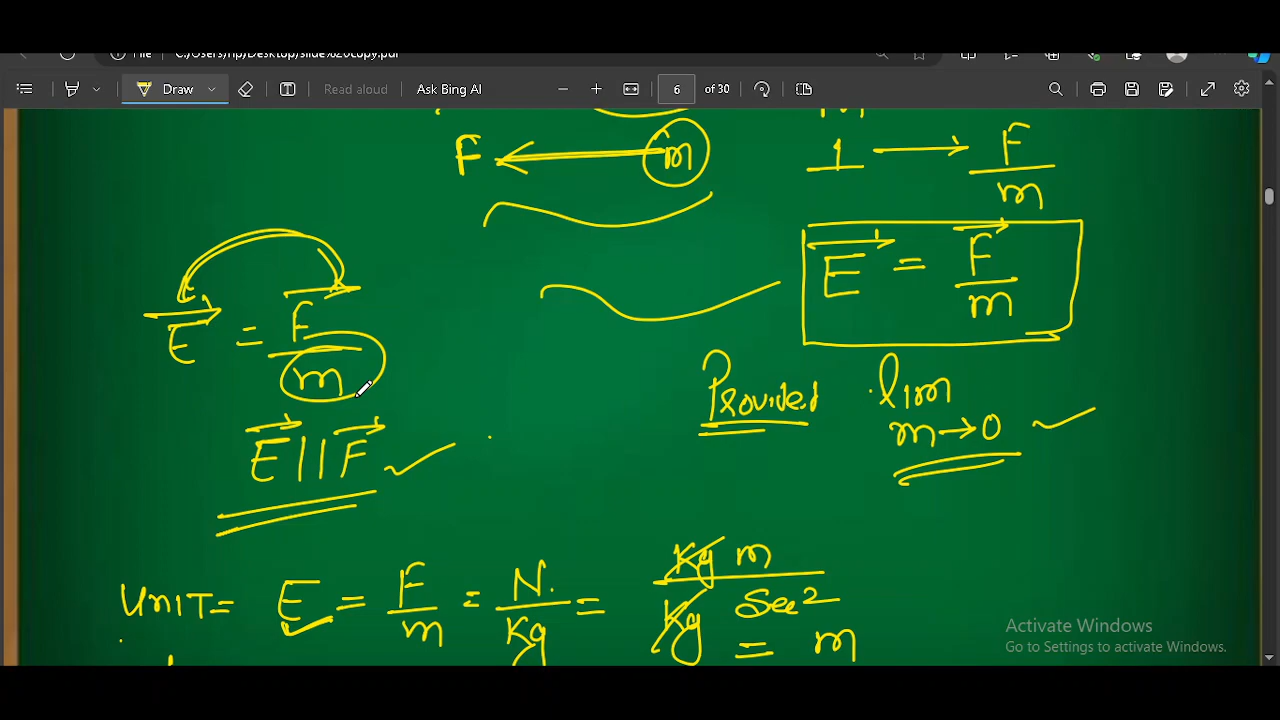 File C:/Users/hp/Desktop/slide%20copy.pdf
Draw Read aloud Ask Bing AI 6 of 30
F m
1 → F/m
E = F/m
E = F/m
Provided lim
m→0
E || F
UNIT = E = F/m = N./Kg = Kg m/Kg Sec²
= m
Activate Windows
Go to Settings to activate Windows.